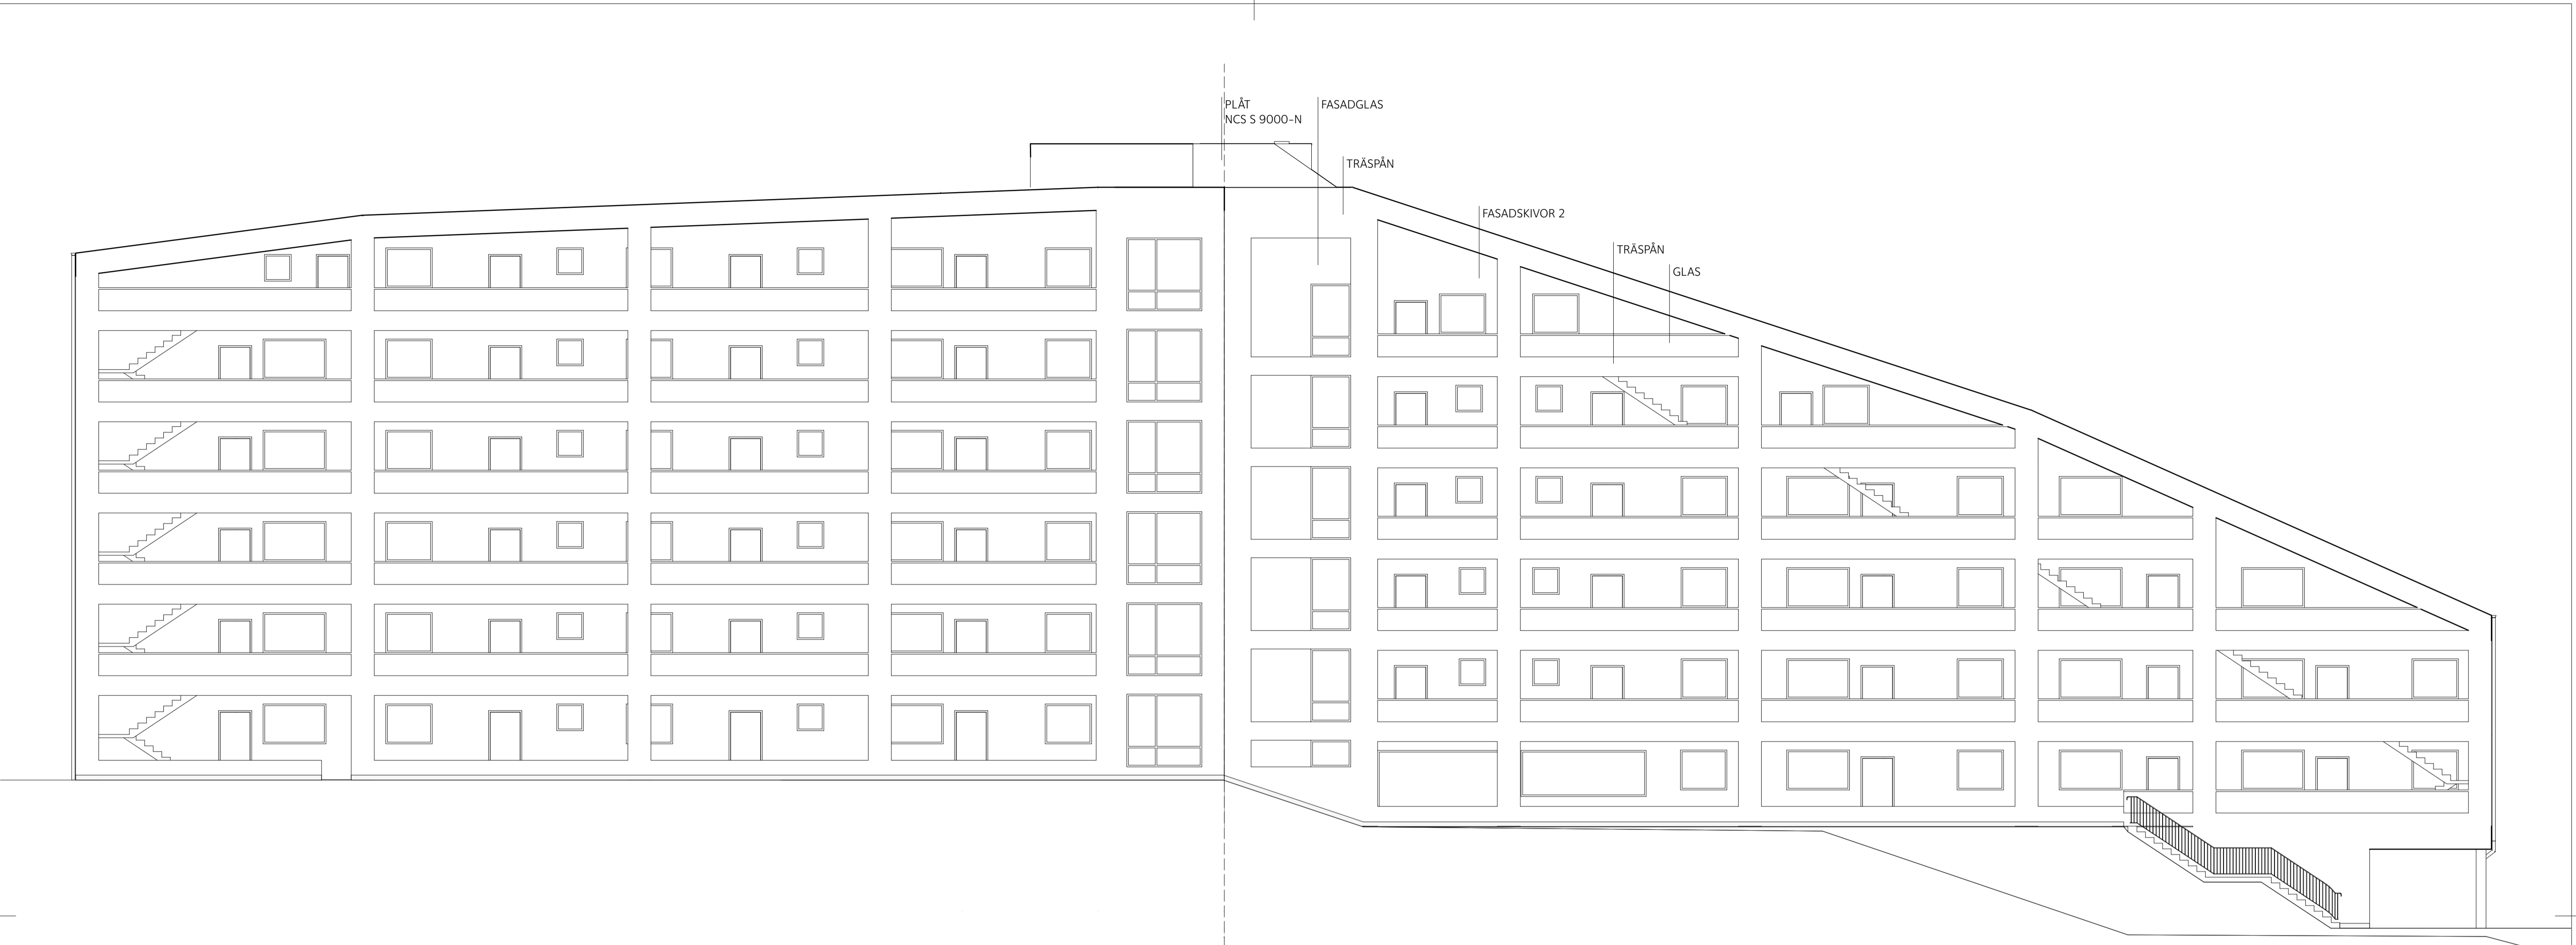 PLÅT
NCS S 9000-N
FASADGLAS
TRÄSPÅN
FASADSKIVOR 2
TRÄSPÅN
GLAS